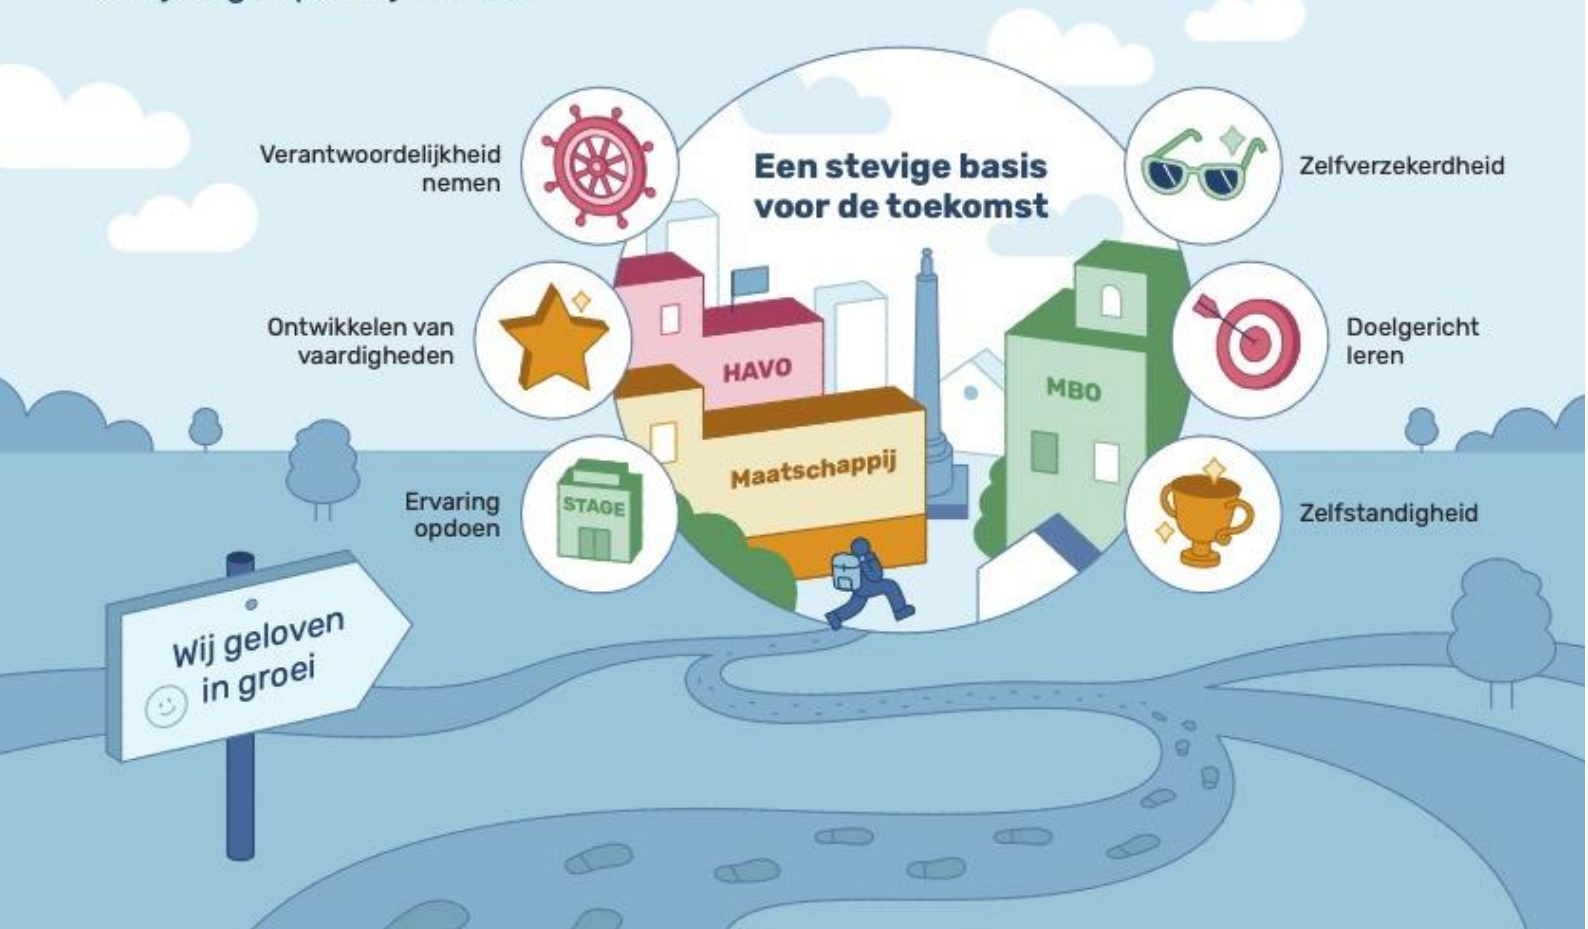 Een stevige basis
voor de toekomst
Verantwoordelijkheid
nemen
Ontwikkelen van
vaardigheden
Ervaring
opdoen
Zelfverzekerdheid
Doelgericht
leren
Zelfstandigheid
HAVO
MBO
Maatschappij
STAGE
Wij geloven
in groei